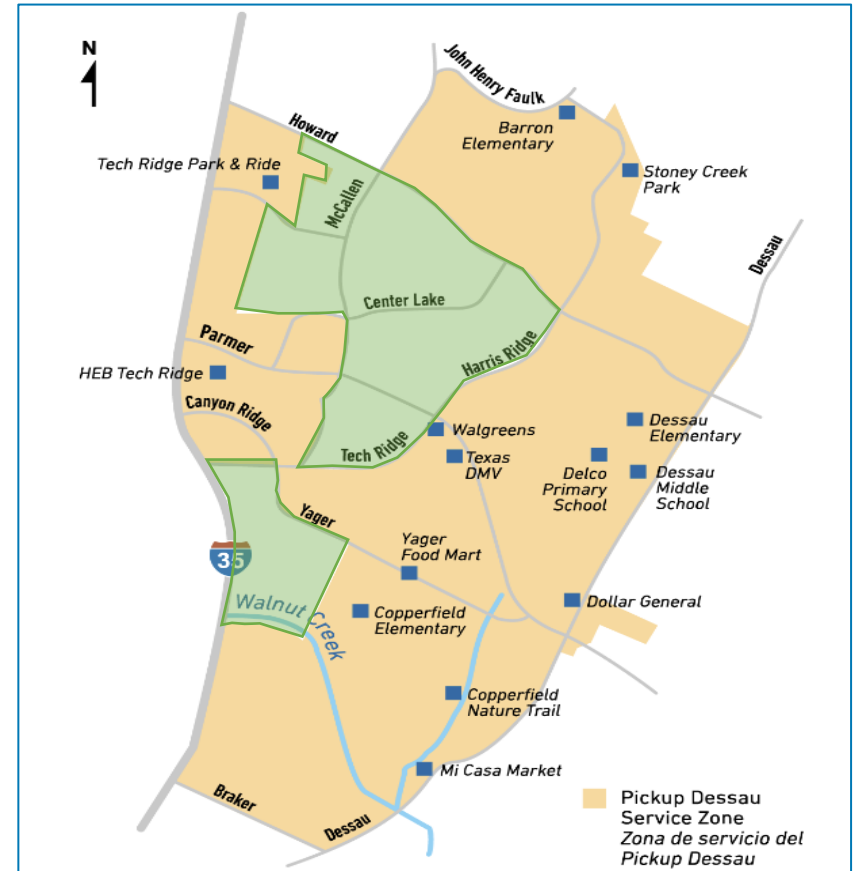 N
John Henry Faulk
Howard
Barron
Elementary
Tech Ridge Park & Ride
McCallen
Stoney Creek
Park
Dessau
Center Lake
Parmer
Harris Ridge
HEB Tech Ridge
Canyon Ridge
Walgreens
Dessau
Elementary
Tech Ridge
Texas
DMV
Delco
Primary
School
Dessau
Middle
School
Yager
Yager
Food Mart
35
Walnut Creek
Copperfield
Elementary
Dollar General
Copperfield
Nature Trail
Mi Casa Market
Braker
Dessau
Pickup Dessau
Service Zone
Zona de servicio del
Pickup Dessau